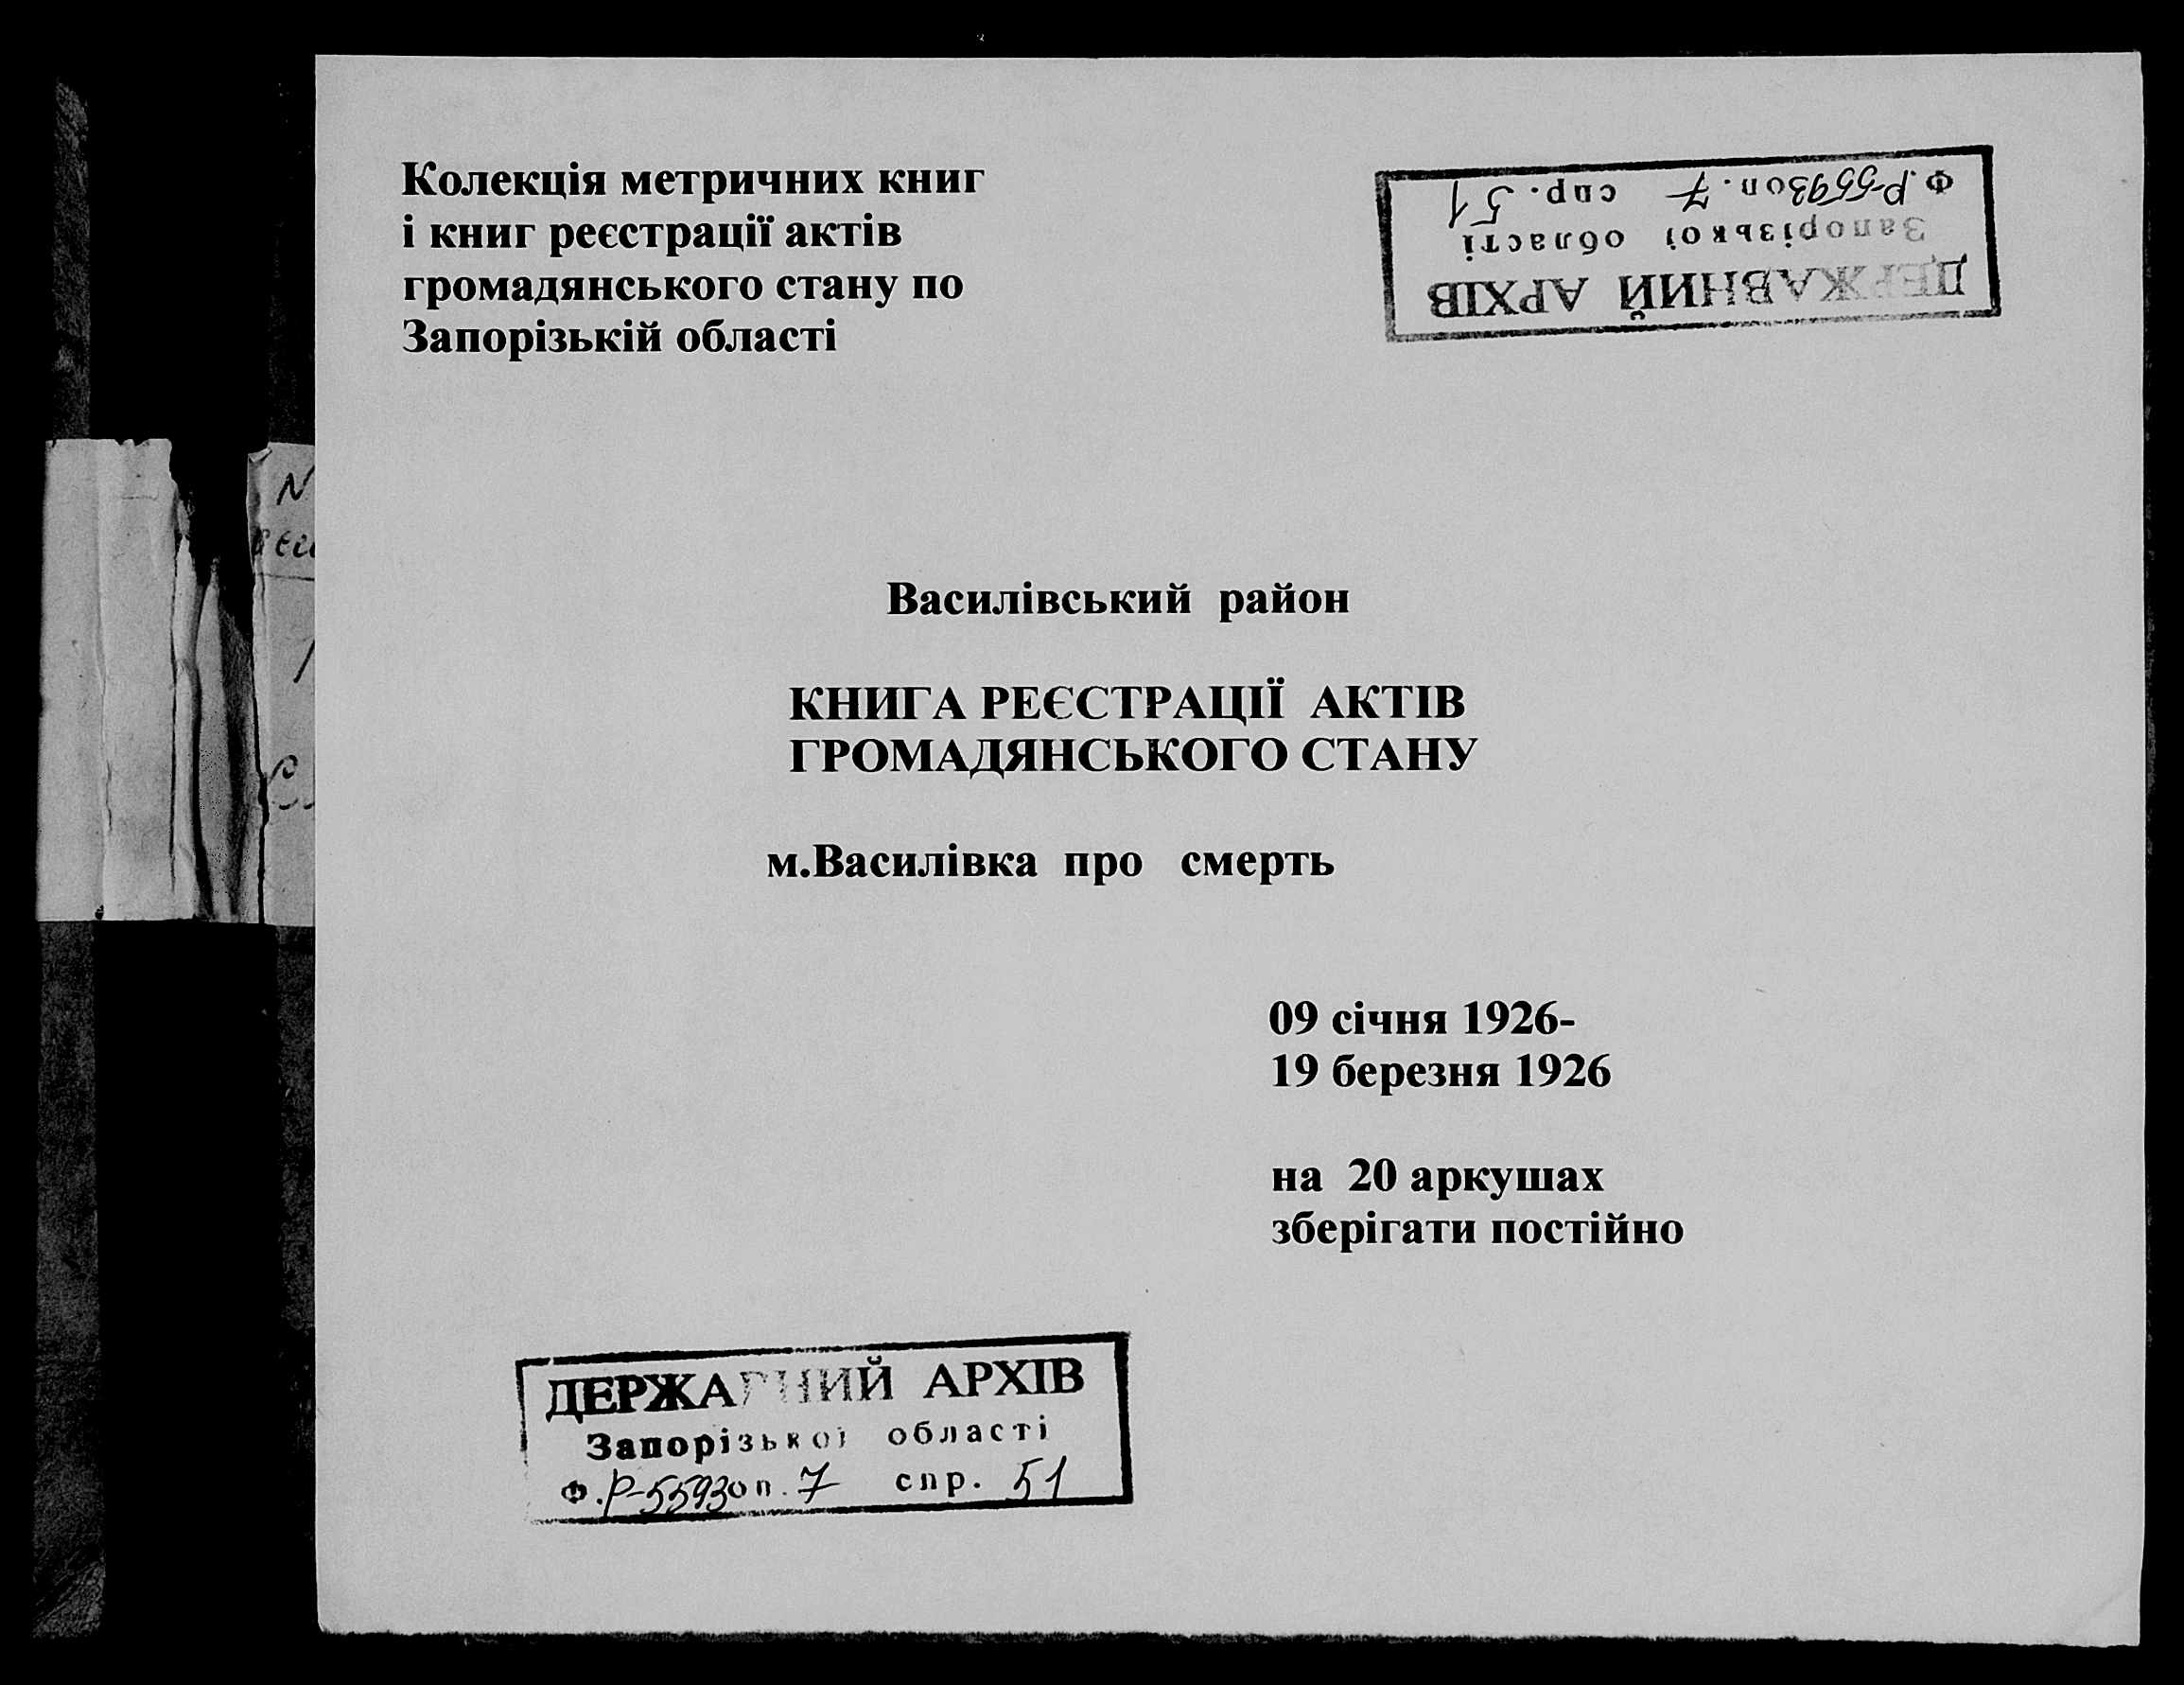 Колекція метричних книг
і книг реєстрації актів
громадянського стану по
Запорізькій області
ДЕРЖАВНИЙ АРХІВ
Запорізької області
Ф. Р-5593 оп. 7 спр. 51
Василівський район
КНИГА РЕЄСТРАЦІЇ АКТІВ
ГРОМАДЯНСЬКОГО СТАНУ
м.Василівка про смерть
09 січня 1926-
19 березня 1926
на 20 аркушах
зберігати постійно
ДЕРЖАВНИЙ АРХІВ
Запорізької області
Ф. Р-5593 оп. 7 спр. 51